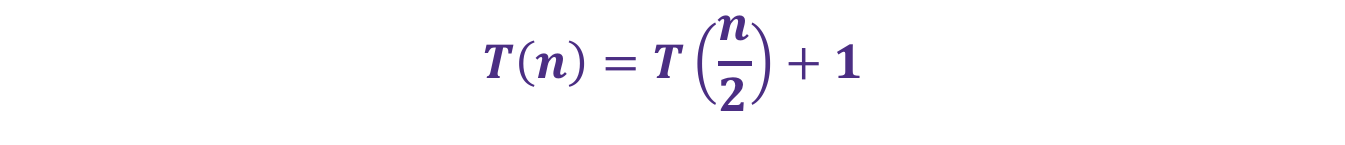 T(n) = T(n/2) + 1